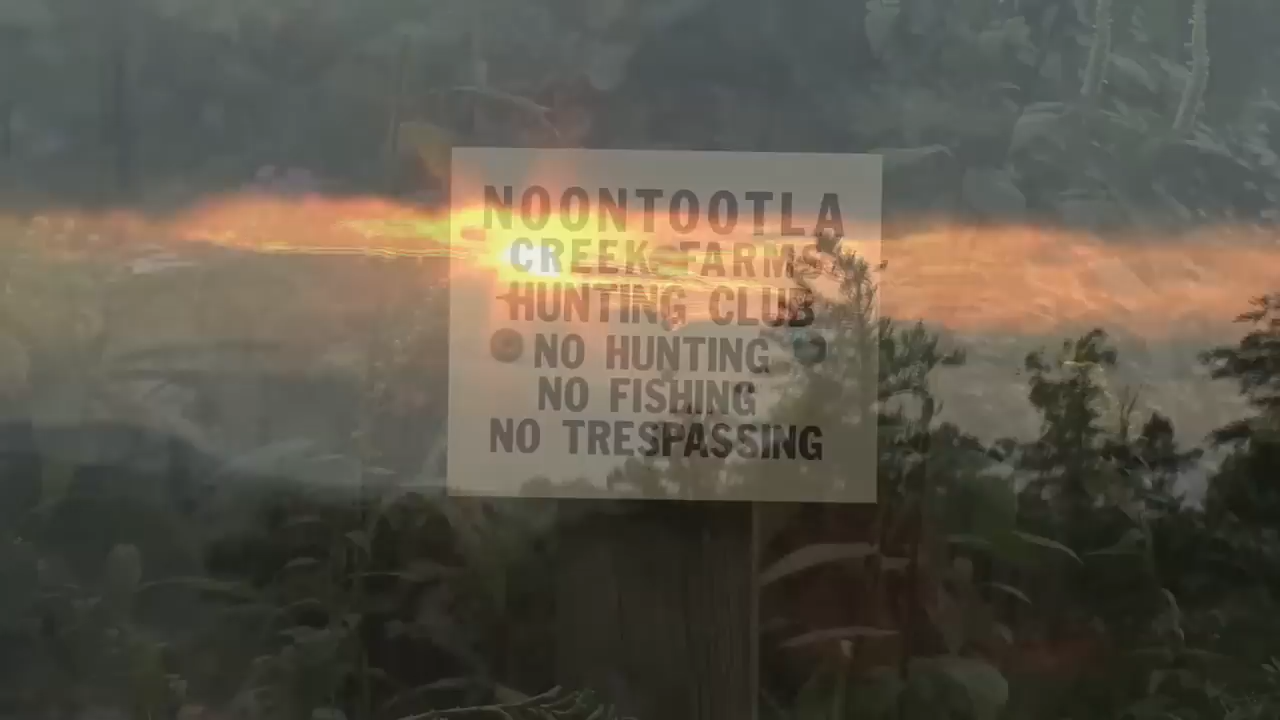 NOONTOOTLA
CREEK FARMS
HUNTING CLUB
NO HUNTING
NO FISHING
NO TRESPASSING